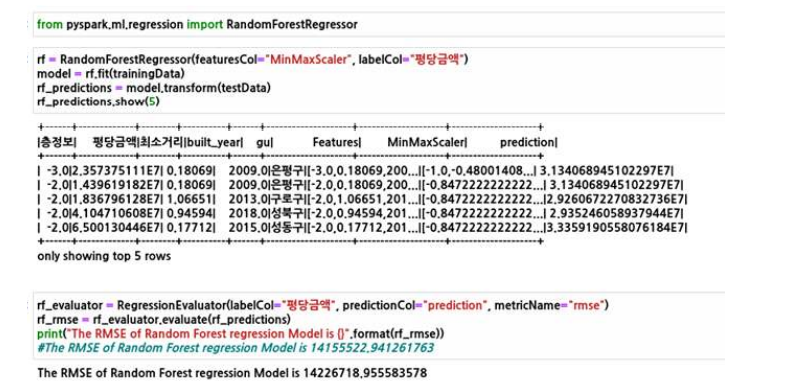 from pyspark.ml.regression import RandomForestRegressor
rf = RandomForestRegressor(featuresCol="MinMaxScaler", labelCol="평당금액")
model = rf.fit(trainingData)
rf_predictions = model.transform(testData)
rf_predictions.show(5)
+-----+-----------+-------+----------+------+--------------------+--------------------+--------------------+
|층정보| 평당금액|최소거리|built_year| gu| Features| MinMaxScaler| prediction|
+-----+-----------+-------+----------+------+--------------------+--------------------+--------------------+
| -3.0|2.357375111E7| 0.18069| 2009.0|은평구|[-3.0,0.18069,200...|[-1.0,-0.48001408...| 3.134068945102297E7|
| -2.0|1.439619182E7| 0.18069| 2009.0|은평구|[-2.0,0.18069,200...|[-0.8472222222222...| 3.134068945102297E7|
| -2.0|1.836796128E7| 1.06651| 2013.0|구로구|[-2.0,1.06651,201...|[-0.8472222222222...|2.9260672270832736E7|
| -2.0|4.104710608E7| 0.94594| 2018.0|성북구|[-2.0,0.94594,201...|[-0.8472222222222...| 2.935246058937944E7|
| -2.0|6.500130446E7| 0.17712| 2015.0|성동구|[-2.0,0.17712,201...|[-0.8472222222222...|3.3359190558076184E7|
+-----+-----------+-------+----------+------+--------------------+--------------------+--------------------+
only showing top 5 rows
rf_evaluator = RegressionEvaluator(labelCol="평당금액", predictionCol="prediction", metricName="rmse")
rf_rmse = rf_evaluator.evaluate(rf_predictions)
print("The RMSE of Random Forest regression Model is {}".format(rf_rmse))
#The RMSE of Random Forest regression Model is 14155522.941261763
The RMSE of Random Forest regression Model is 14226718.955583578